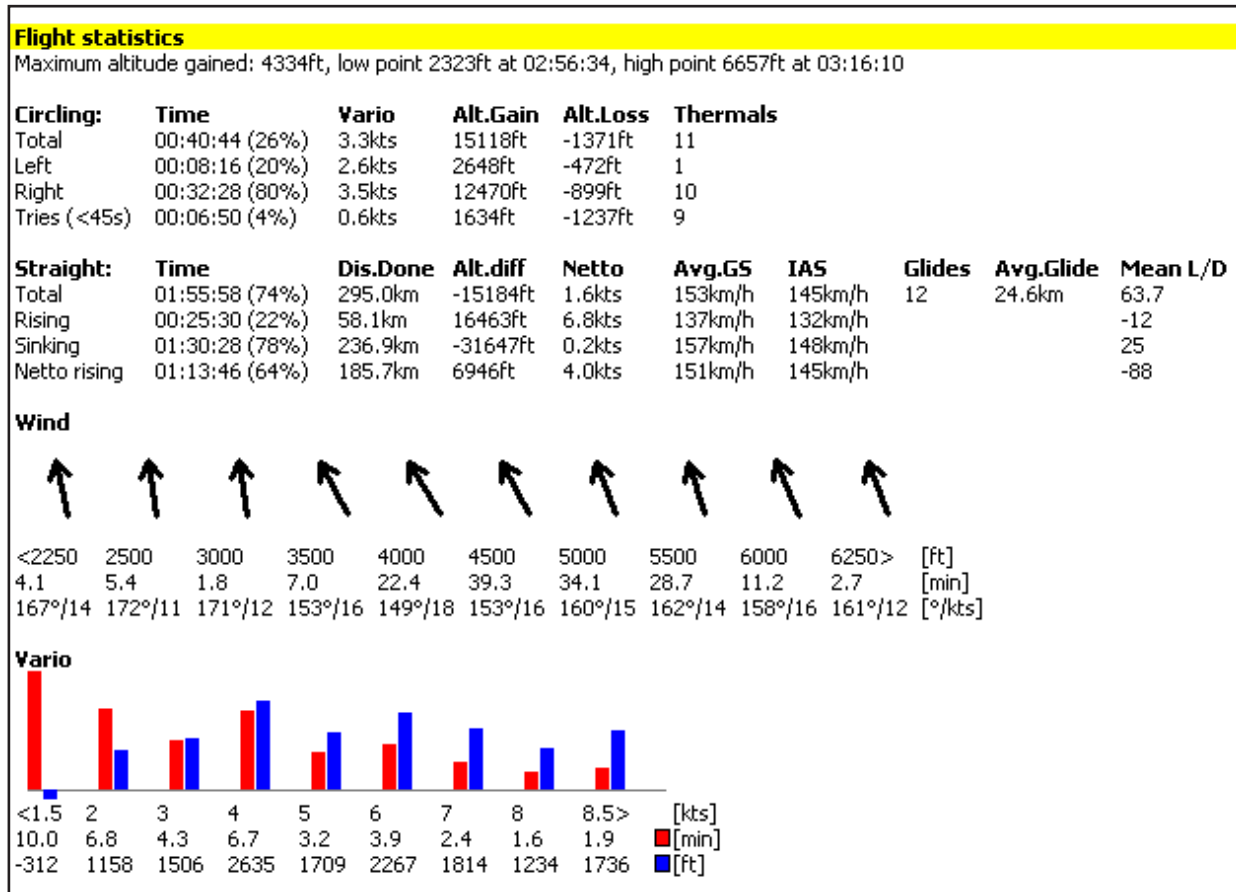 Flight statistics
Maximum altitude gained: 4334ft, low point 2323ft at 02:56:34, high point 6657ft at 03:16:10
Circling: Time Vario Alt.Gain Alt.Loss Thermals
Total 00:40:44 (26%) 3.3kts 15118ft -1371ft 11
Left 00:08:16 (20%) 2.6kts 2648ft -472ft 1
Right 00:32:28 (80%) 3.5kts 12470ft -899ft 10
Tries (<45s) 00:06:50 (4%) 0.6kts 1634ft -1237ft 9
Straight: Time Dis.Done Alt.diff Netto Avg.GS IAS Glides Avg.Glide Mean L/D
Total 01:55:58 (74%) 295.0km -15184ft 1.6kts 153km/h 145km/h 12 24.6km 63.7
Rising 00:25:30 (22%) 58.1km 16463ft 6.8kts 137km/h 132km/h -12
Sinking 01:30:28 (78%) 236.9km -31647ft 0.2kts 157km/h 148km/h 25
Netto rising 01:13:46 (64%) 185.7km 6946ft 4.0kts 151km/h 145km/h -88
Wind
<2250 2500 3000 3500 4000 4500 5000 5500 6000 6250> [ft]
4.1 5.4 1.8 7.0 22.4 39.3 34.1 28.7 11.2 2.7 [min]
167°/14 172°/11 171°/12 153°/16 149°/18 153°/16 160°/15 162°/14 158°/16 161°/12 [°/kts]
Vario
<1.5 2 3 4 5 6 7 8 8.5> [kts]
10.0 6.8 4.3 6.7 3.2 3.9 2.4 1.6 1.9 [min]
-312 1158 1506 2635 1709 2267 1814 1234 1736 [ft]